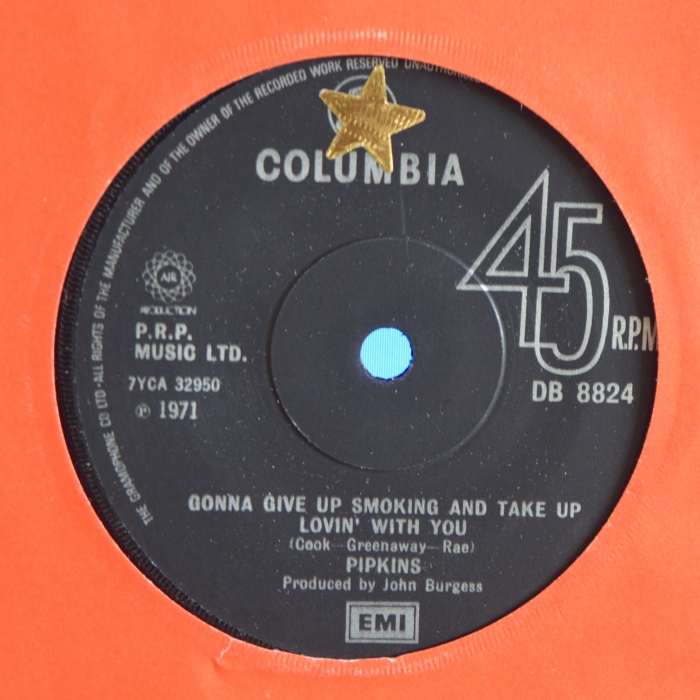 THE GRAMOPHONE CO LTD · ALL RIGHTS OF THE MANUFACTURER AND OF THE OWNER OF THE RECORDED WORK RESERVED UNAUTHORISED
COLUMBIA
45
R.P.M
AIR
PRODUCTION
P.R.P.
MUSIC LTD.
7YCA 32950
℗ 1971
DB 8824
GONNA GIVE UP SMOKING AND TAKE UP
LOVIN' WITH YOU
(Cook—Greenaway—Rae)
PIPKINS
Produced by John Burgess
EMI